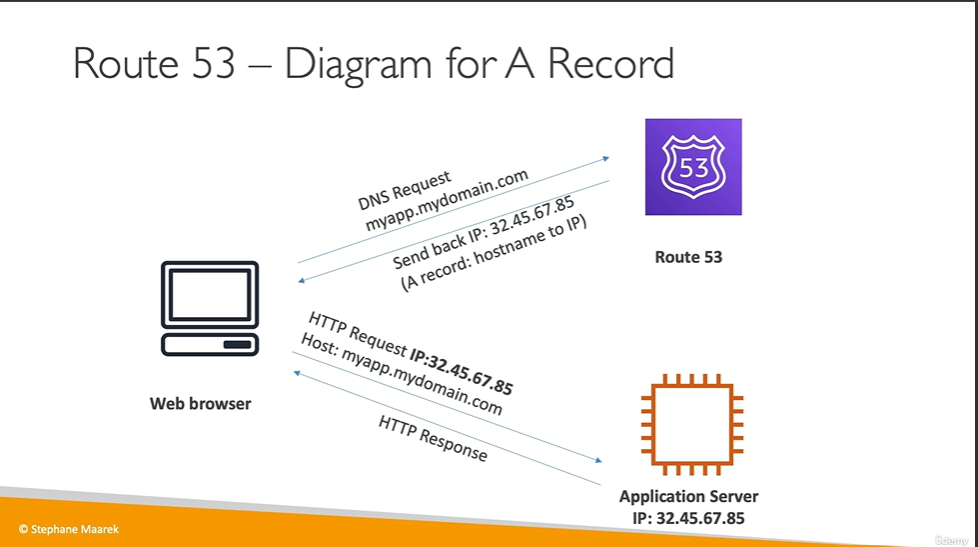 Route 53 – Diagram for A Record
DNS Request
myapp.mydomain.com
Send back IP: 32.45.67.85
(A record: hostname to IP)
53
Route 53
HTTP Request IP:32.45.67.85
Host: myapp.mydomain.com
HTTP Response
Web browser
Application Server
IP: 32.45.67.85
© Stephane Maarek
ûdemy